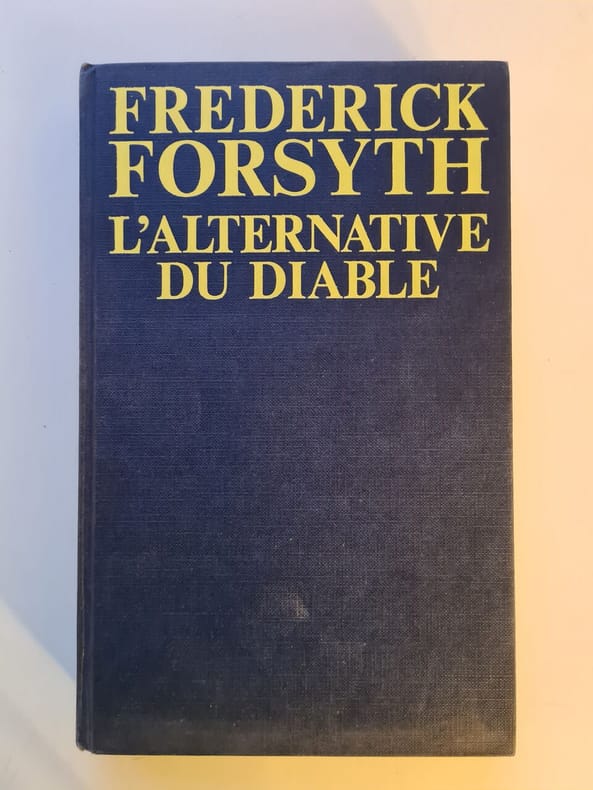 FREDERICK
FORSYTH
L'ALTERNATIVE
DU DIABLE